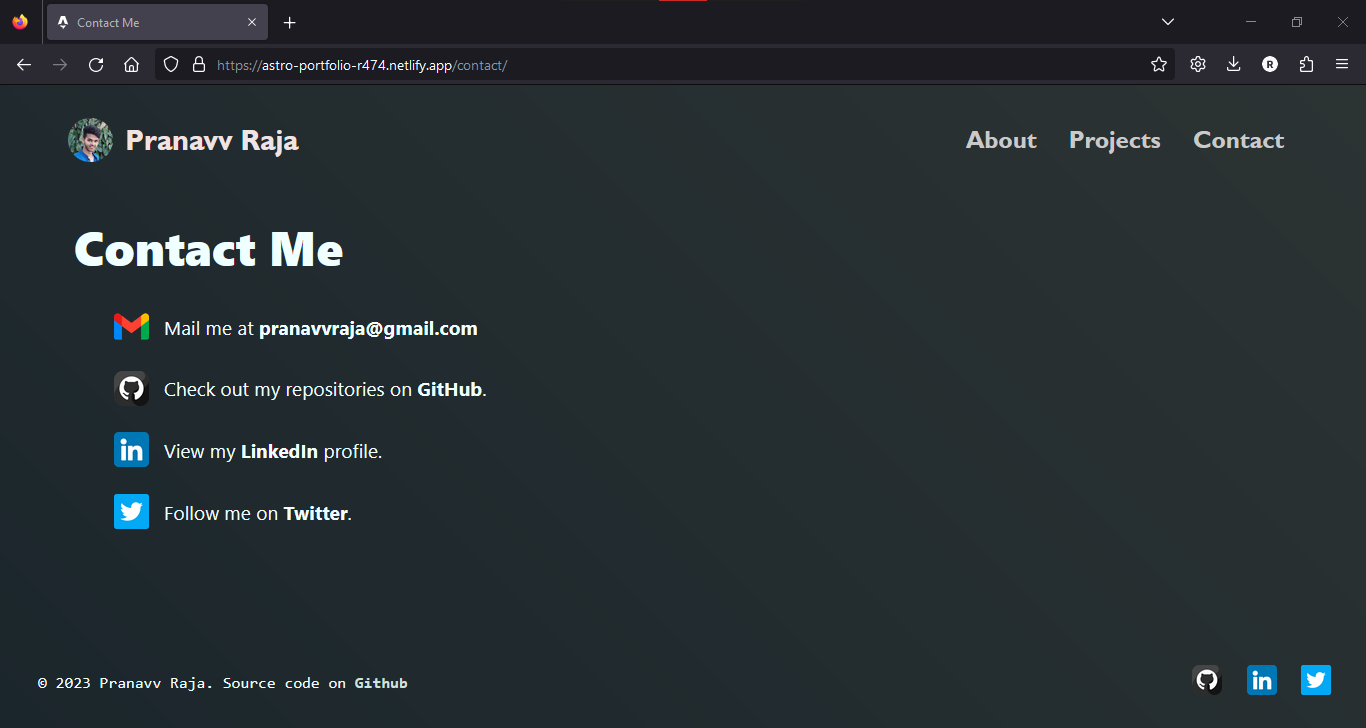 Contact Me
https://astro-portfolio-r474.netlify.app/contact/
R
Pranavv Raja
About Projects Contact
Contact Me
Mail me at pranavvraja@gmail.com
Check out my repositories on GitHub.
in View my LinkedIn profile.
Follow me on Twitter.
© 2023 Pranavv Raja. Source code on Github
in